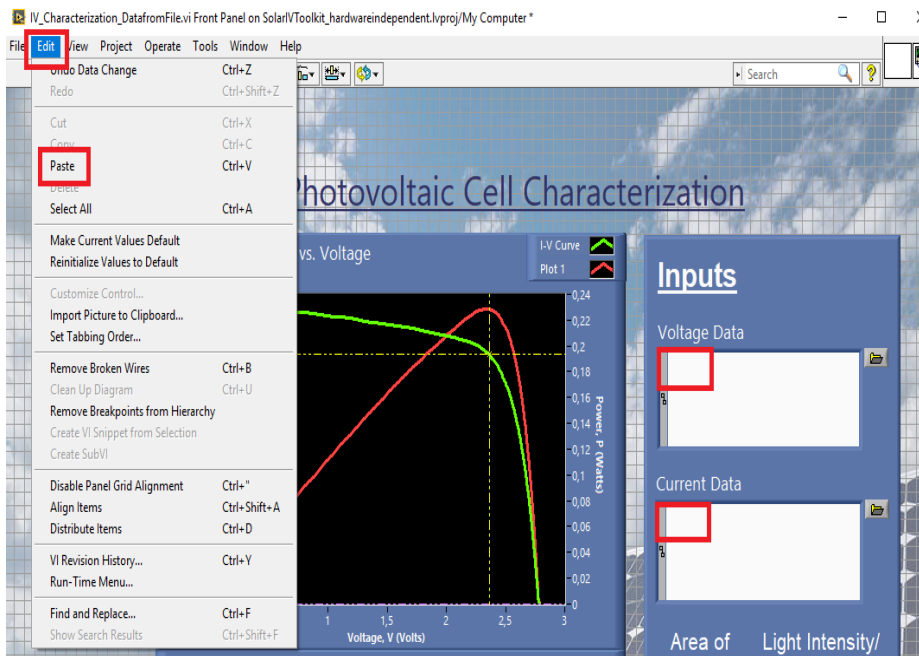 IV_Characterization_DatafromFile.vi Front Panel on SolarIVToolkit_hardwareindependent.lvproj/My Computer *
File Edit View Project Operate Tools Window Help
Undo Data Change Ctrl+Z
Search
Redo Ctrl+Shift+Z
Cut Ctrl+X
Copy Ctrl+C
Paste Ctrl+V
Delete
Select All Ctrl+A
Photovoltaic Cell Characterization
Make Current Values Default
Reinitialize Values to Default
Customize Control...
Import Picture to Clipboard...
Set Tabbing Order...
Remove Broken Wires Ctrl+B
Clean Up Diagram Ctrl+U
Remove Breakpoints from Hierarchy
Create VI Snippet from Selection
Create SubVI
Disable Panel Grid Alignment Ctrl+"
Align Items Ctrl+Shift+A
Distribute Items Ctrl+D
VI Revision History... Ctrl+Y
Run-Time Menu...
Find and Replace... Ctrl+F
Show Search Results Ctrl+Shift+F
vs. Voltage
I-V Curve
Plot 1
0,24
0,22
0,2
0,18
0,16
0,14
0,12
0,1
0,08
0,06
0,04
0,02
0
Power, P (Watts)
1 1,5 2 2,5 3
Voltage, V (Volts)
Inputs
Voltage Data
Current Data
Area of Light Intensity/